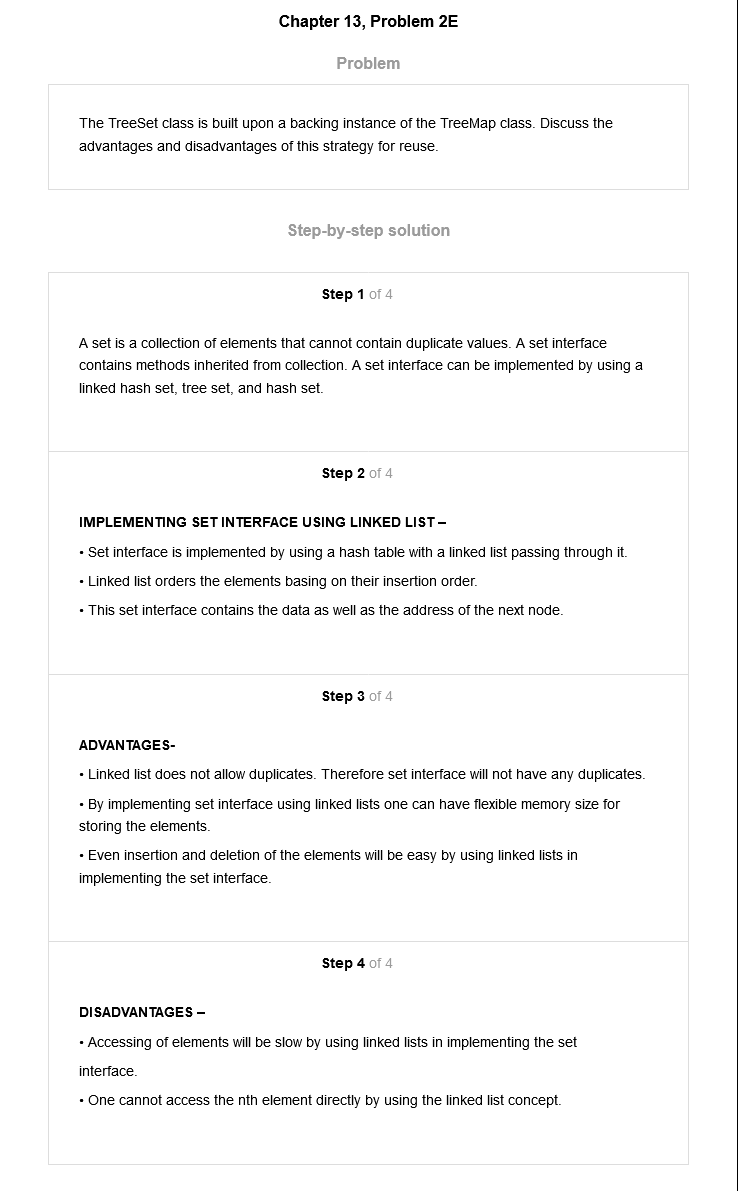 Chapter 13, Problem 2E
Problem
The TreeSet class is built upon a backing instance of the TreeMap class. Discuss the
advantages and disadvantages of this strategy for reuse.
Step-by-step solution
Step 1 of 4
A set is a collection of elements that cannot contain duplicate values. A set interface
contains methods inherited from collection. A set interface can be implemented by using a
linked hash set, tree set, and hash set.
Step 2 of 4
IMPLEMENTING SET INTERFACE USING LINKED LIST –
• Set interface is implemented by using a hash table with a linked list passing through it.
• Linked list orders the elements basing on their insertion order.
• This set interface contains the data as well as the address of the next node.
Step 3 of 4
ADVANTAGES-
• Linked list does not allow duplicates. Therefore set interface will not have any duplicates.
• By implementing set interface using linked lists one can have flexible memory size for
storing the elements.
• Even insertion and deletion of the elements will be easy by using linked lists in
implementing the set interface.
Step 4 of 4
DISADVANTAGES –
• Accessing of elements will be slow by using linked lists in implementing the set
interface.
• One cannot access the nth element directly by using the linked list concept.